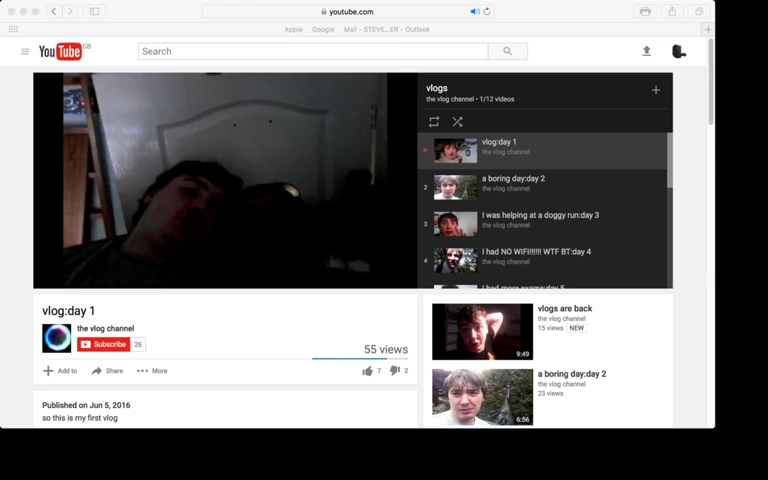 youtube.com
Apple Google Mail - STEVE...ER - Outlook
YouTube GB
Search
vlogs
the vlog channel • 1/12 videos
vlog:day 1
the vlog channel
2
a boring day:day 2
the vlog channel
3
I was helping at a doggy run:day 3
the vlog channel
4
I had NO WIFI!!!!!! WTF BT:day 4
the vlog channel
I had more exams:day 5
vlog:day 1
the vlog channel
Subscribe 26
55 views
Add to Share More 7 2
Published on Jun 5, 2016
so this is my first vlog
9:49
vlogs are back
the vlog channel
15 views NEW
6:56
a boring day:day 2
the vlog channel
23 views